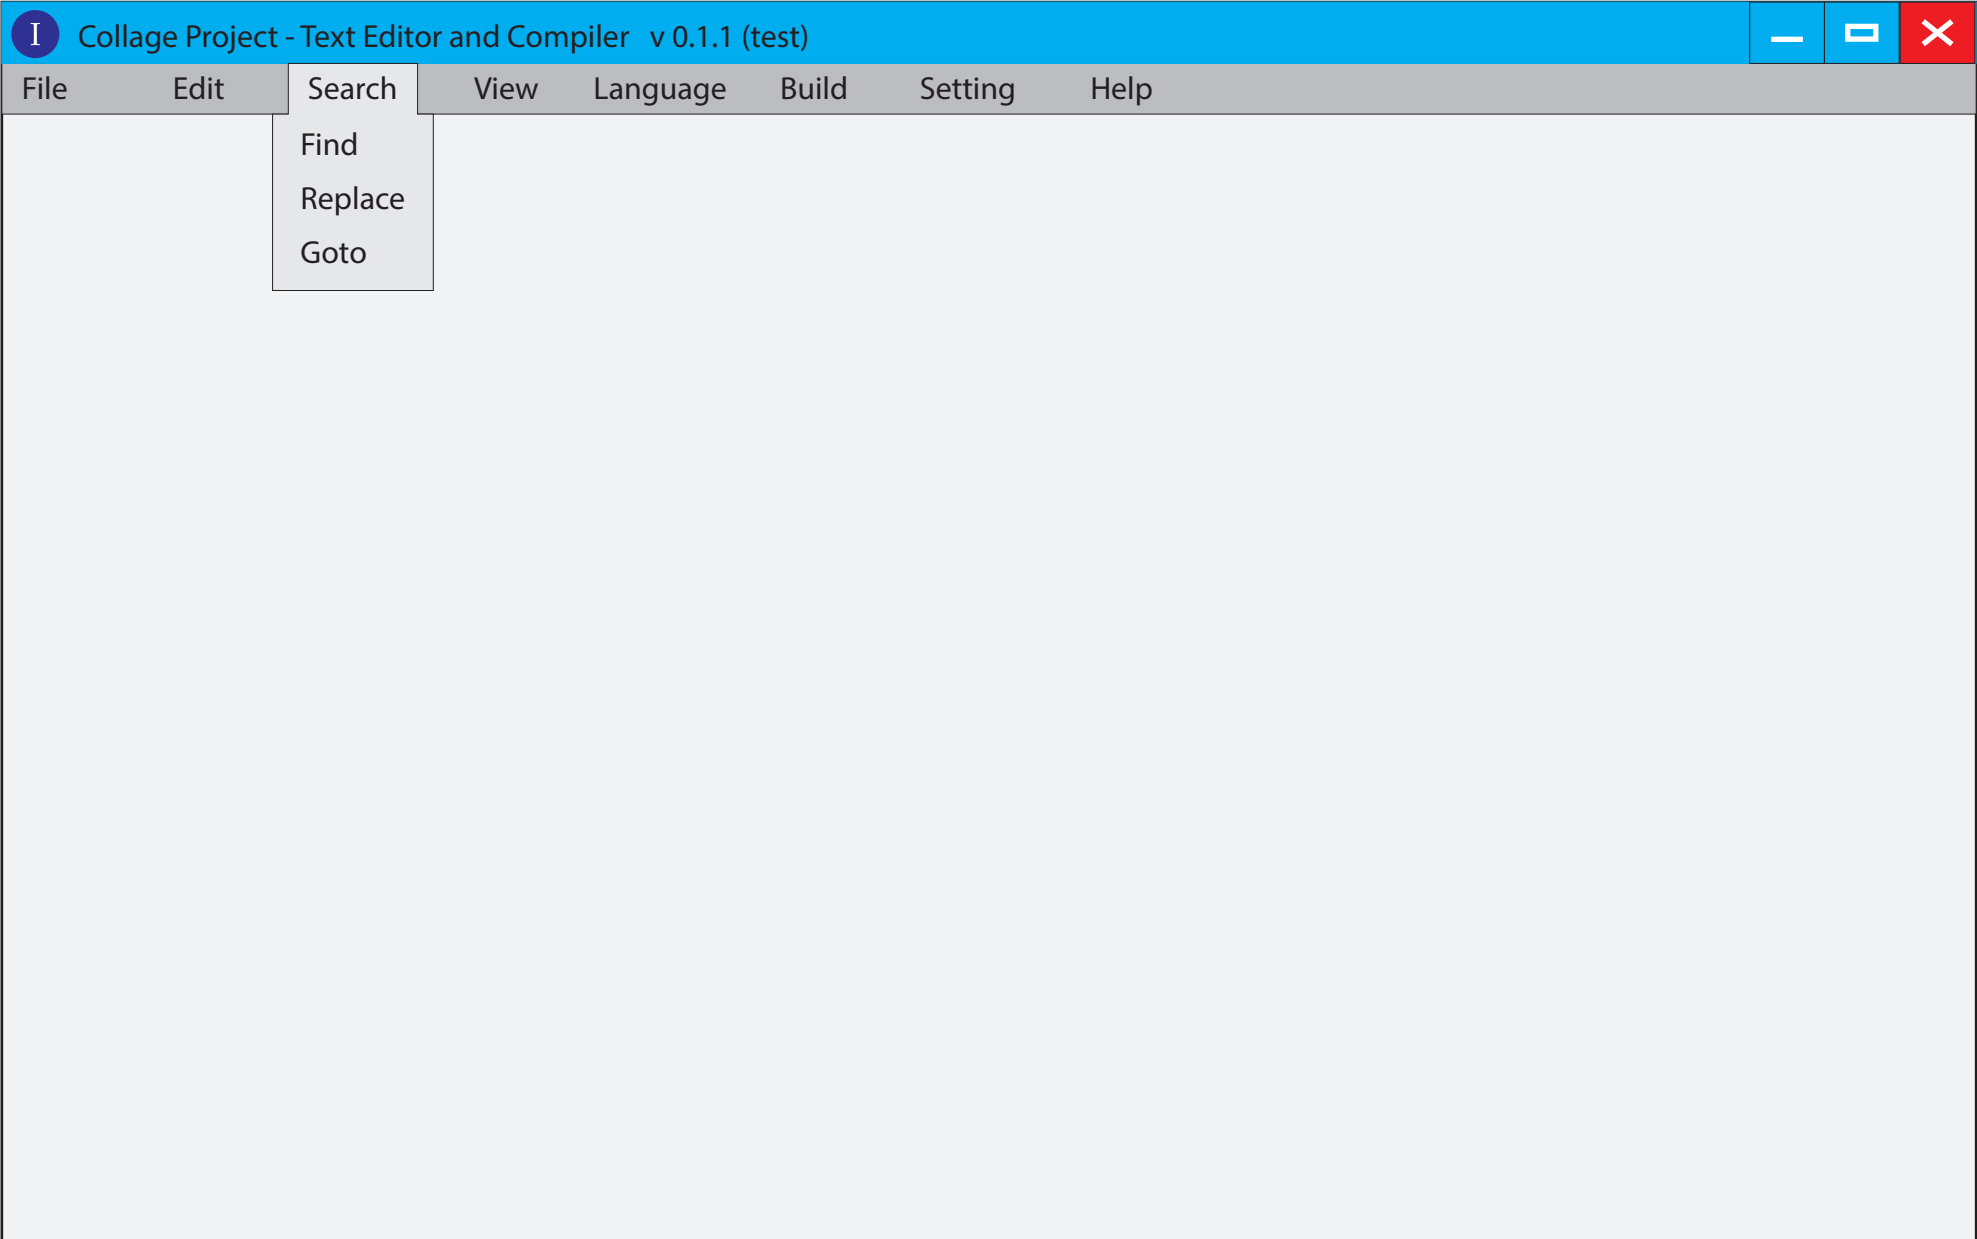 I Collage Project - Text Editor and Compiler v 0.1.1 (test)
File Edit Search View Language Build Setting Help
Find
Replace
Goto